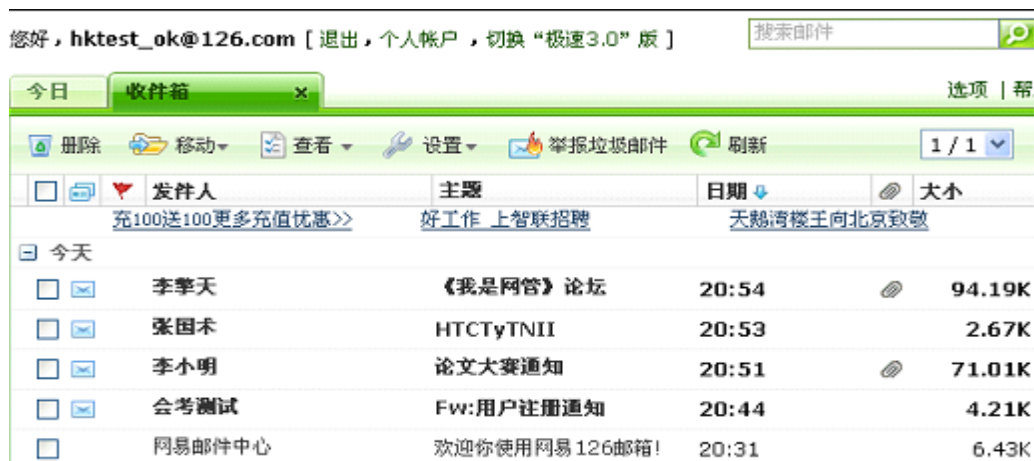 您好，hktest_ok@126.com [ 退出，个人帐户，切换“极速3.0”版 ] 搜索邮件
今日 收件箱 × 选项 | 帮
删除 移动 查看 设置 举报垃圾邮件 刷新 1 / 1
发件人 主题 日期 大小
充100送100更多充值优惠>> 好工作 上智联招聘 天鹅湾楼王向北京致敬
今天
李擎天 《我是网管》论坛 20:54 94.19K
张国术 HTCTyTNII 20:53 2.67K
李小明 论文大赛通知 20:51 71.01K
会考测试 Fw:用户注册通知 20:44 4.21K
网易邮件中心 欢迎你使用网易126邮箱! 20:31 6.43K